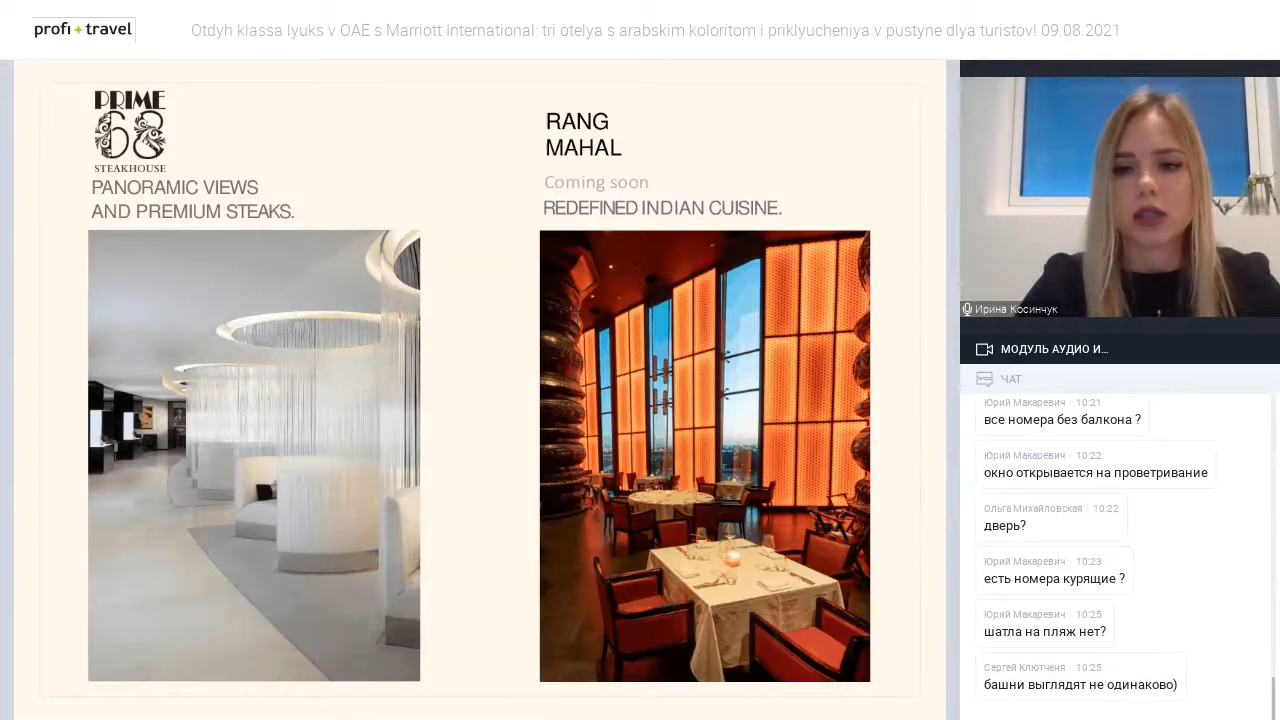 profi + travel
Otdyh klassa lyuks v OAE s Marriott International: tri otelya s arabskim koloritom i priklyucheniya v pustyne dlya turistov! 09.08.2021
PRIME
68
STEAKHOUSE
PANORAMIC VIEWS
AND PREMIUM STEAKS.
RANG
MAHAL
Coming soon
REDEFINED INDIAN CUISINE.
Ирина Косинчук
МОДУЛЬ АУДИО И...
ЧАТ
Юрий Макаревич 10:21
все номера без балкона ?
Юрий Макаревич 10:22
окно открывается на проветривание
Ольга Михайловская 10:22
дверь?
Юрий Макаревич 10:23
есть номера курящие ?
Юрий Макаревич 10:25
шатла на пляж нет?
Сергей Клютченя 10:25
башни выглядят не одинаково)